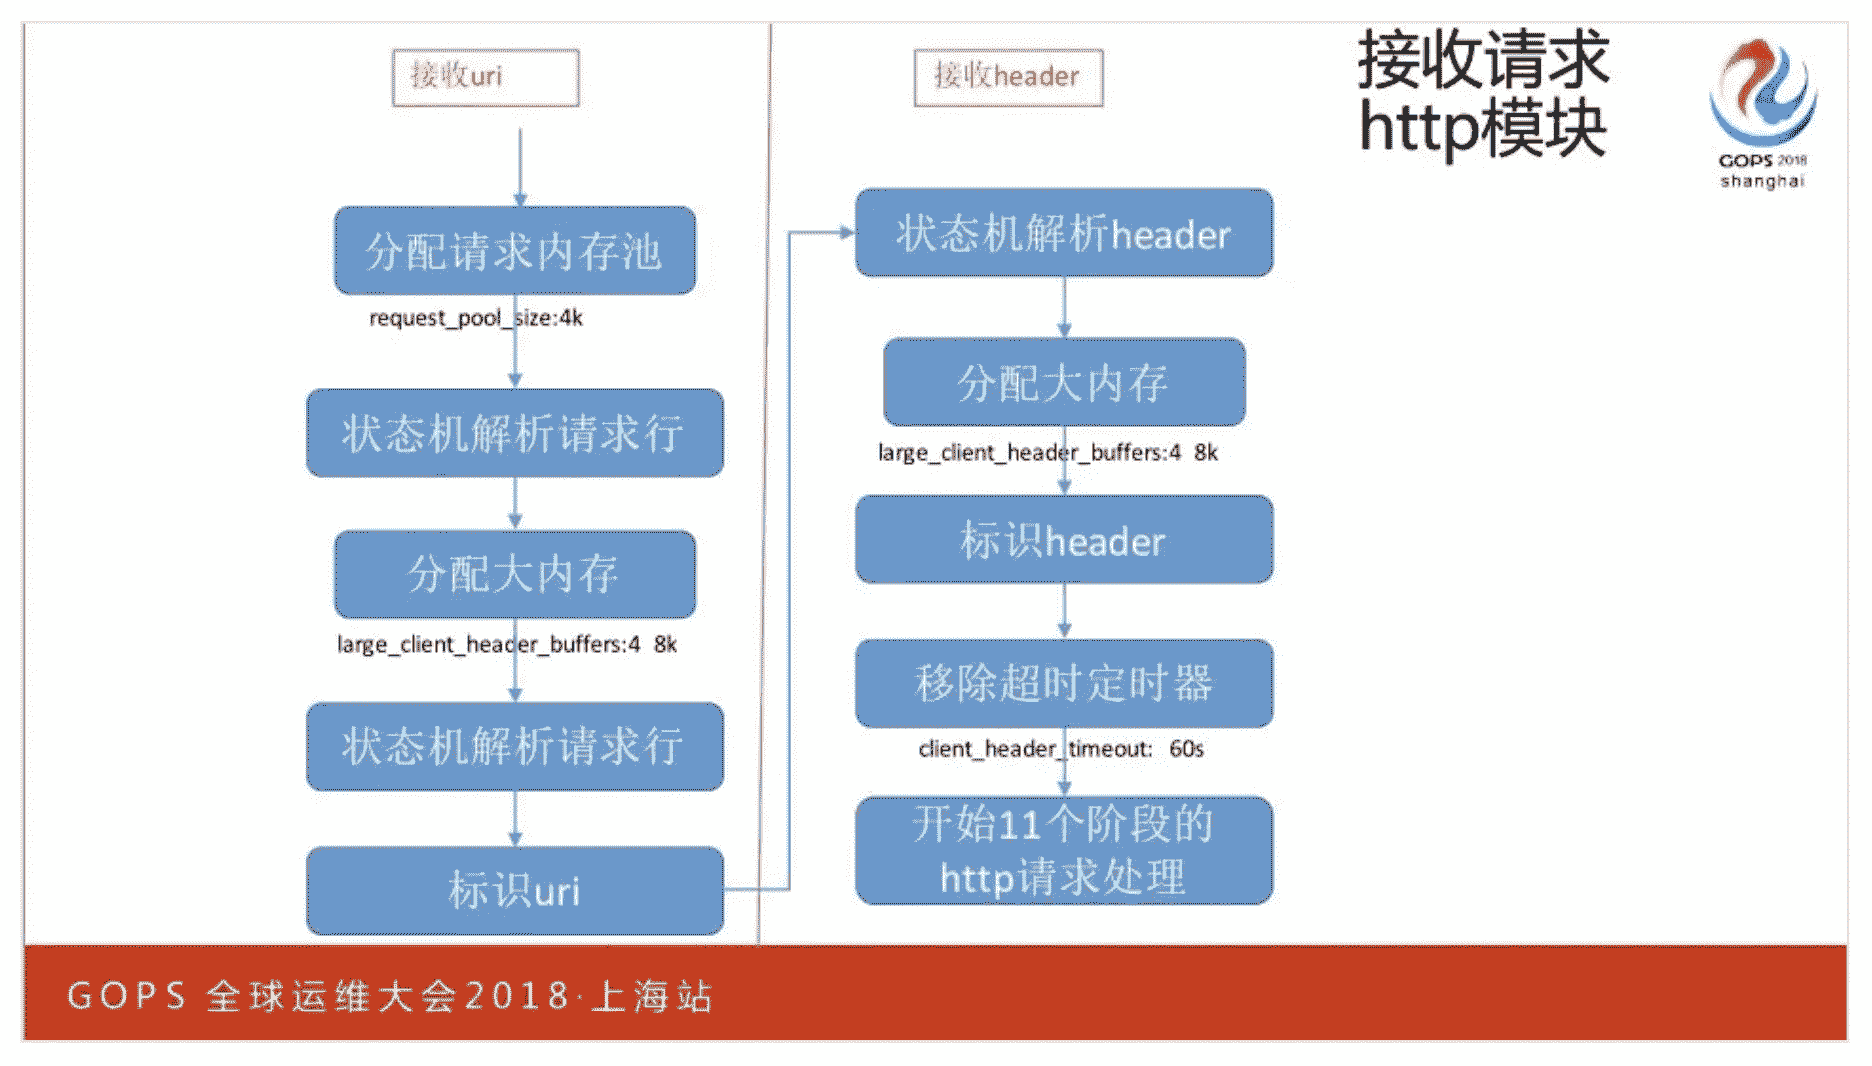 接收请求
http模块
GOPS 2018
shanghai
接收uri
分配请求内存池
request_pool_size:4k
状态机解析请求行
分配大内存
large_client_header_buffers:4 8k
状态机解析请求行
标识uri
接收header
状态机解析header
分配大内存
large_client_header_buffers:4 8k
标识header
移除超时定时器
client_header_timeout: 60s
开始11个阶段的
http请求处理
GOPS 全球运维大会2018·上海站